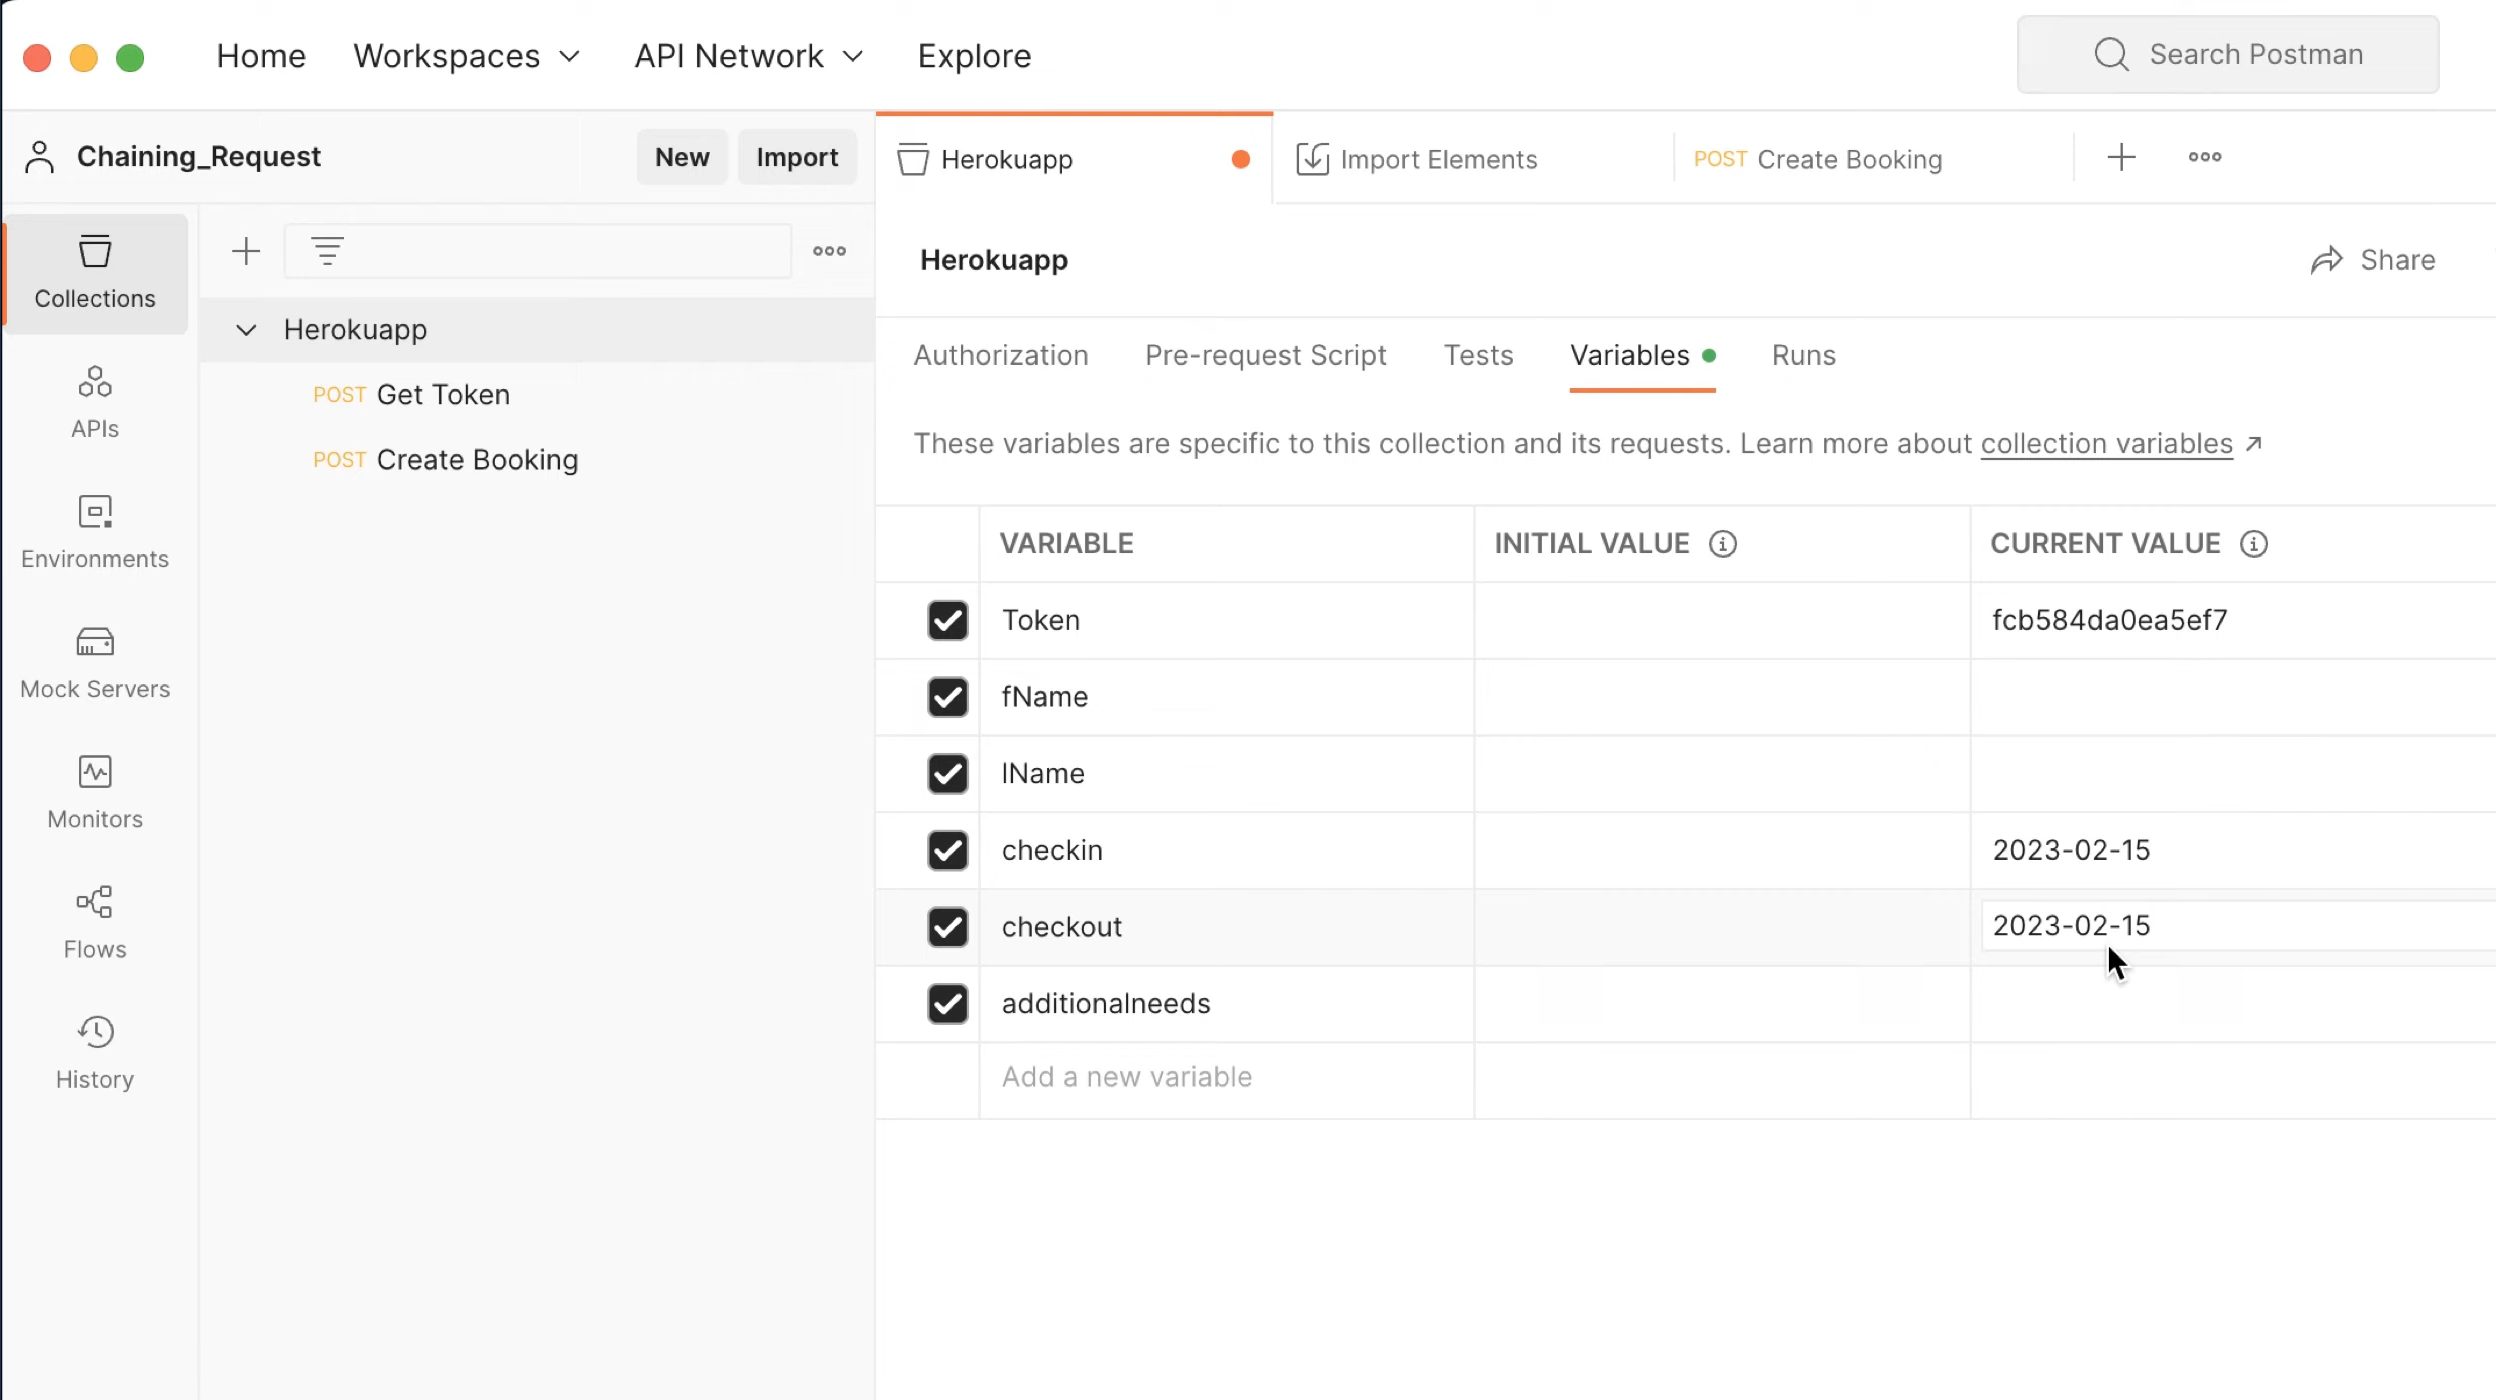 Home Workspaces API Network Explore Search Postman
Chaining_Request New Import
Herokuapp Import Elements POST Create Booking
Collections
APIs
Environments
Mock Servers
Monitors
Flows
History
Herokuapp
POST Get Token
POST Create Booking
Herokuapp Share
Authorization Pre-request Script Tests Variables Runs
These variables are specific to this collection and its requests. Learn more about collection variables ↗
VARIABLE INITIAL VALUE CURRENT VALUE
Token fcb584da0ea5ef7
fName
lName
checkin 2023-02-15
checkout 2023-02-15
additionalneeds
Add a new variable